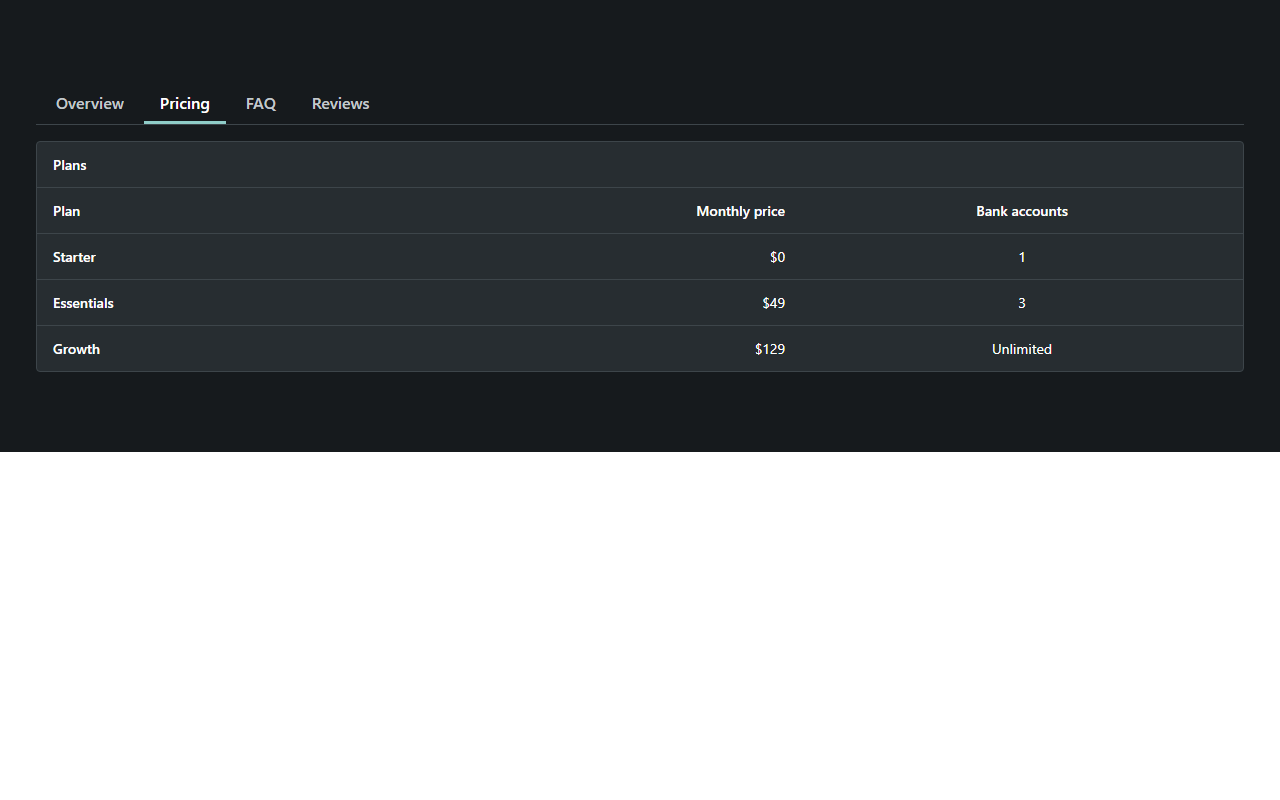 Overview Pricing FAQ Reviews
Plans
Plan Monthly price Bank accounts
Starter $0 1
Essentials $49 3
Growth $129 Unlimited